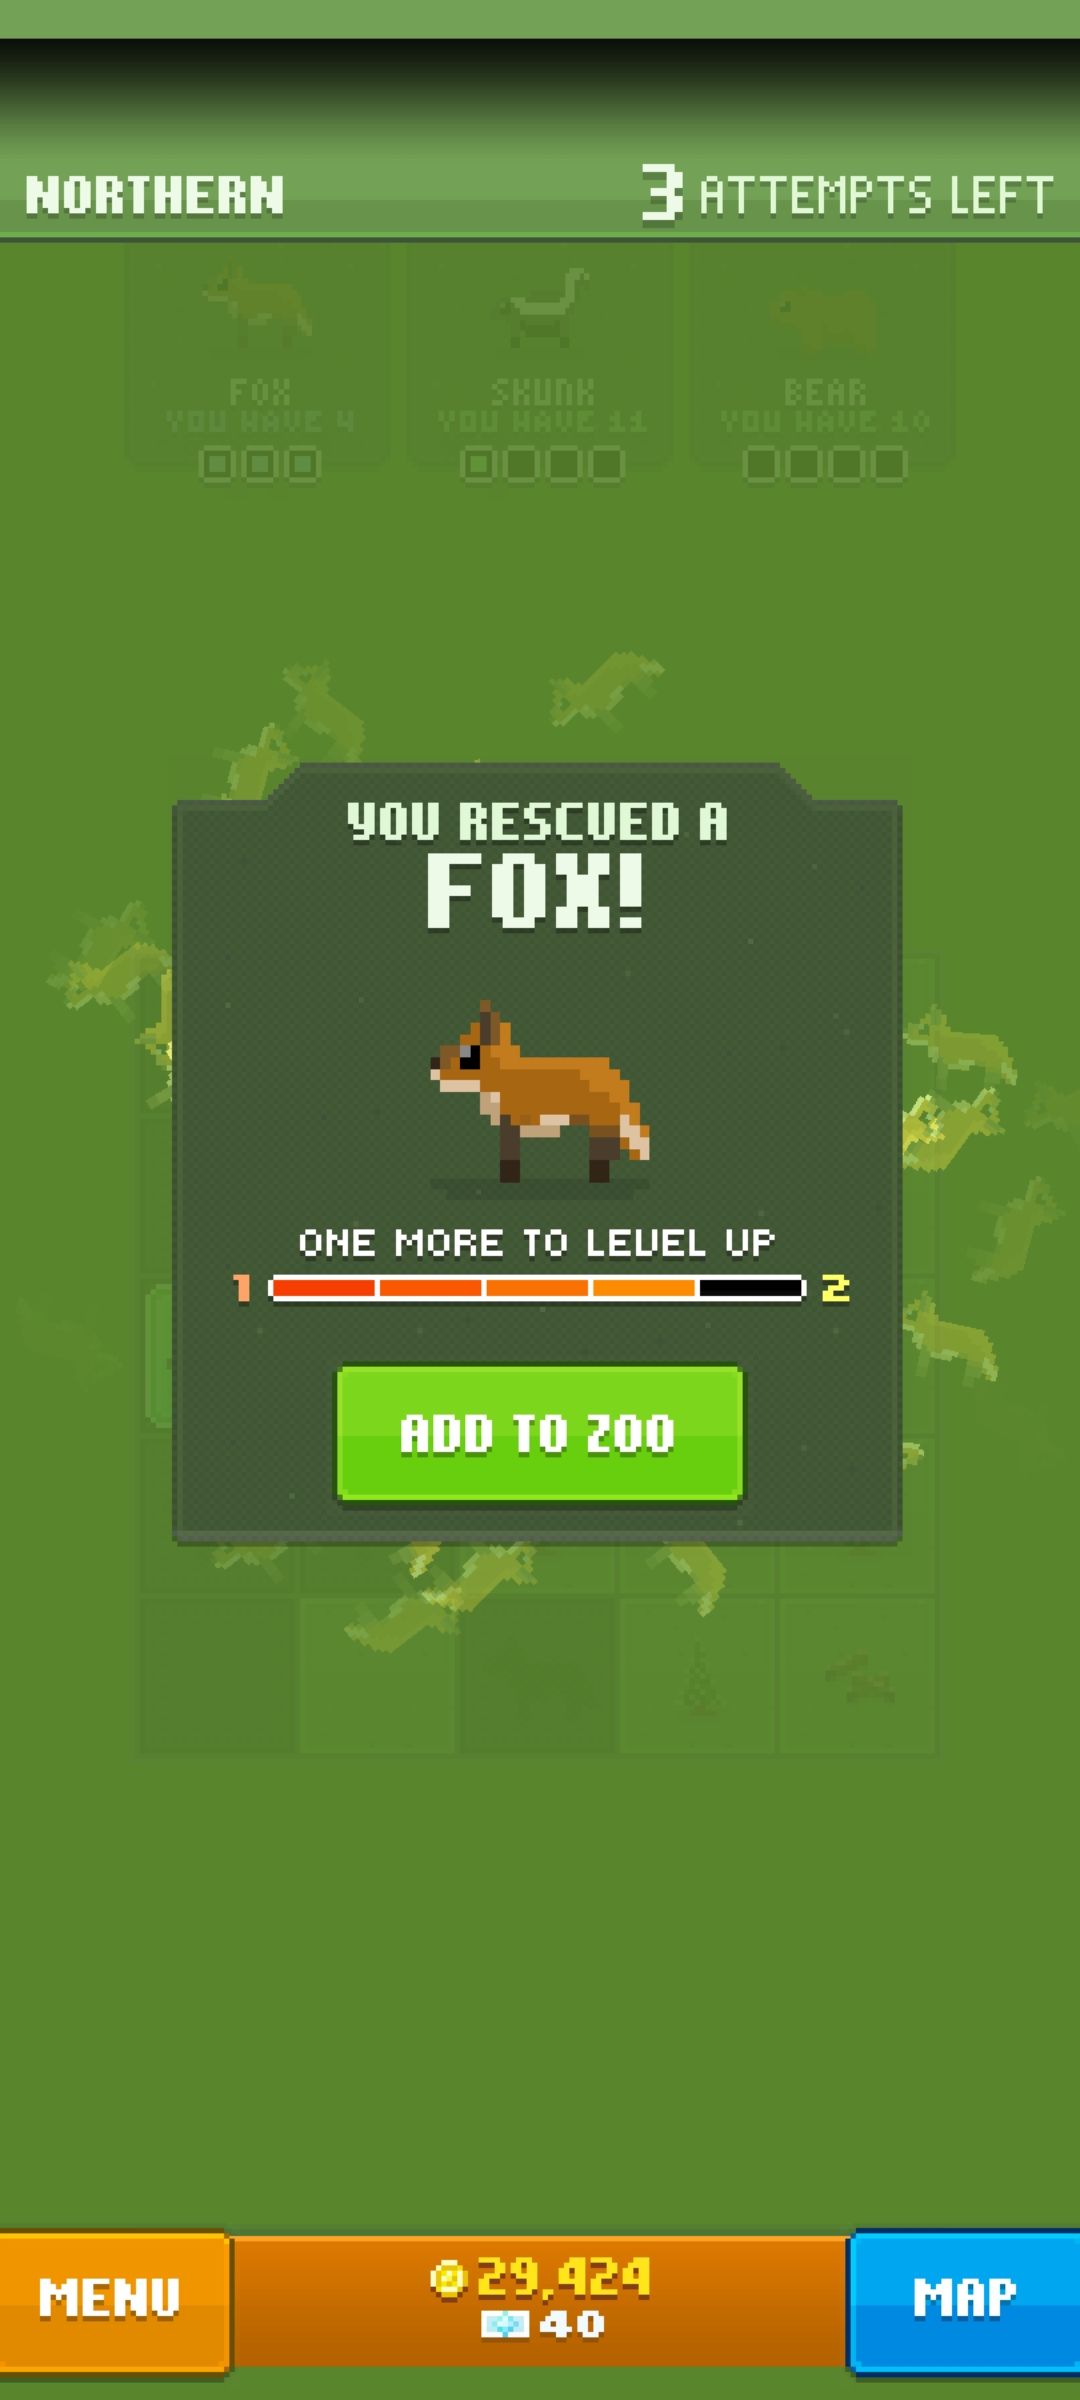 NORTHERN
3 ATTEMPTS LEFT
FOX
YOU HAVE 4
SKUNK
YOU HAVE 11
BEAR
YOU HAVE 10
YOU RESCUED A
FOX!
ONE MORE TO LEVEL UP
1
2
ADD TO ZOO
MENU
29,424
40
MAP